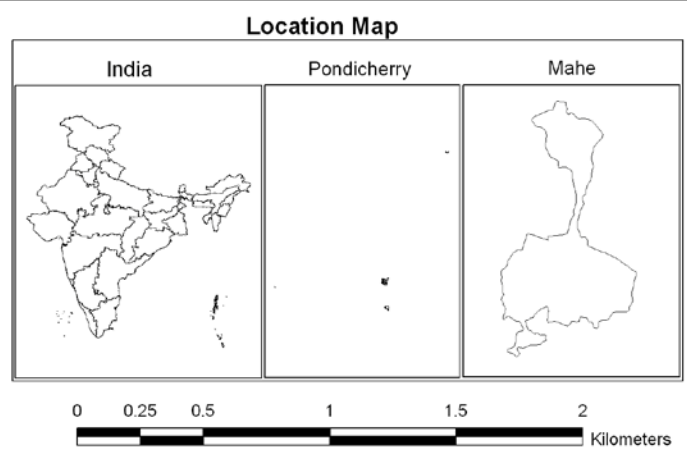 Location Map
India
Pondicherry
Mahe
0 0.25 0.5 1 1.5 2
Kilometers